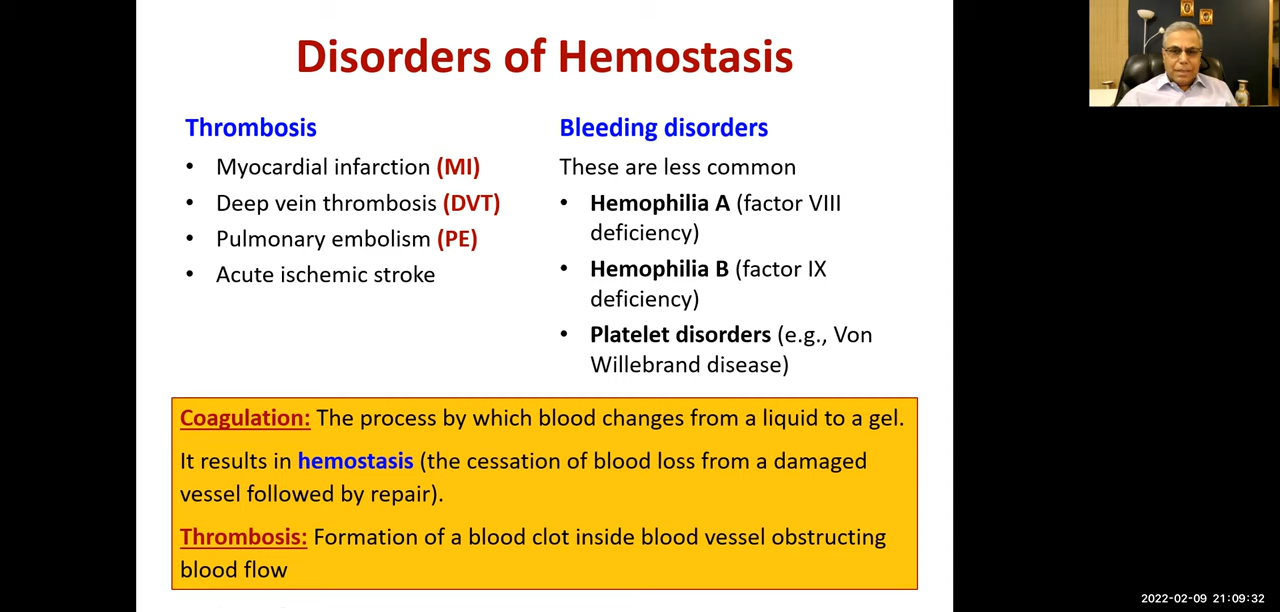 Disorders of Hemostasis
Thrombosis
• Myocardial infarction (MI)
• Deep vein thrombosis (DVT)
• Pulmonary embolism (PE)
• Acute ischemic stroke
Bleeding disorders
These are less common
• Hemophilia A (factor VIII
deficiency)
• Hemophilia B (factor IX
deficiency)
• Platelet disorders (e.g., Von
Willebrand disease)
Coagulation: The process by which blood changes from a liquid to a gel.
It results in hemostasis (the cessation of blood loss from a damaged
vessel followed by repair).
Thrombosis: Formation of a blood clot inside blood vessel obstructing
blood flow
2022-02-09 21:09:32